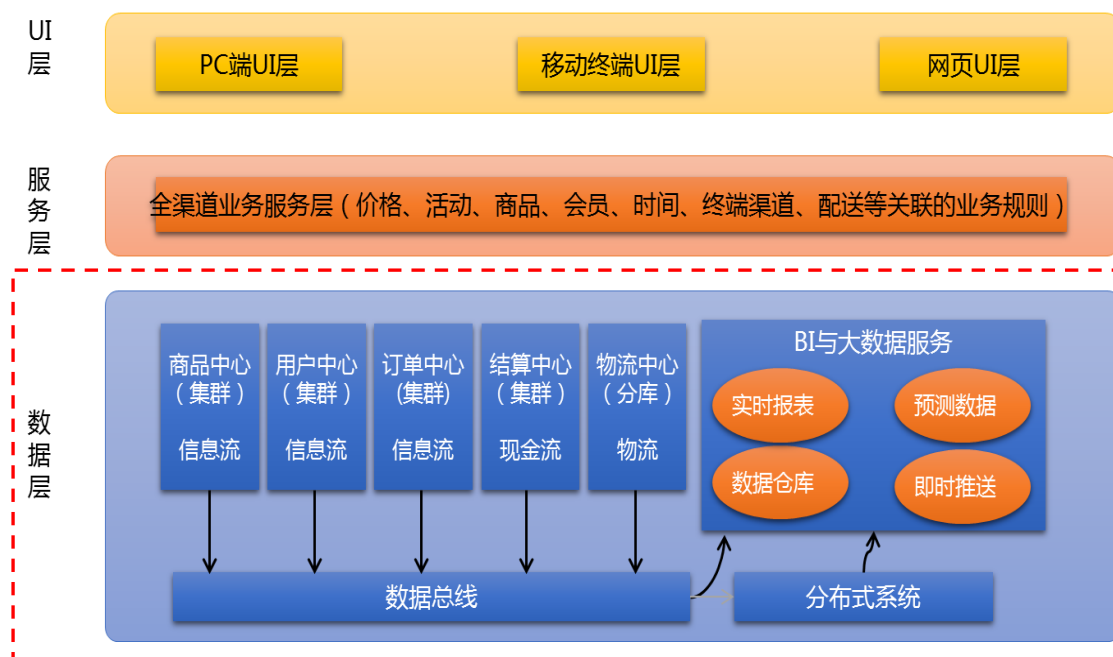 UI
层
PC端UI层
移动终端UI层
网页UI层
服
务
层
全渠道业务服务层（价格、活动、商品、会员、时间、终端渠道、配送等关联的业务规则）
数
据
层
商品中心
（集群）
信息流
用户中心
（集群）
信息流
订单中心
(集群)
信息流
结算中心
（集群）
现金流
物流中心
（分库）
物流
BI与大数据服务
实时报表
预测数据
数据仓库
即时推送
数据总线
分布式系统